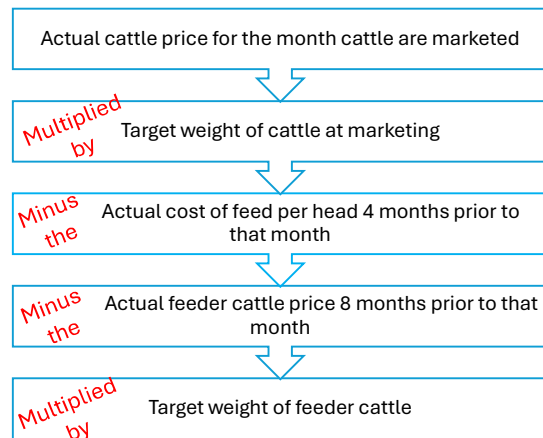 Actual cattle price for the month cattle are marketed
Multiplied
by
Target weight of cattle at marketing
Minus
the
Actual cost of feed per head 4 months prior to
that month
Minus
the
Actual feeder cattle price 8 months prior to that
month
Multiplied
by
Target weight of feeder cattle